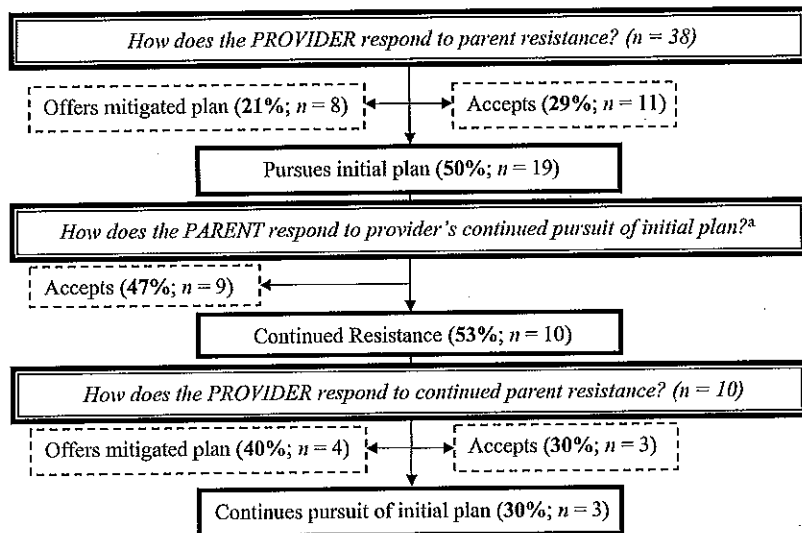 How does the PROVIDER respond to parent resistance? (n = 38)
Offers mitigated plan (21%; n = 8)
Accepts (29%; n = 11)
Pursues initial plan (50%; n = 19)
How does the PARENT respond to provider's continued pursuit of initial plan?ᵃ
Accepts (47%; n = 9)
Continued Resistance (53%; n = 10)
How does the PROVIDER respond to continued parent resistance? (n = 10)
Offers mitigated plan (40%; n = 4)
Accepts (30%; n = 3)
Continues pursuit of initial plan (30%; n = 3)